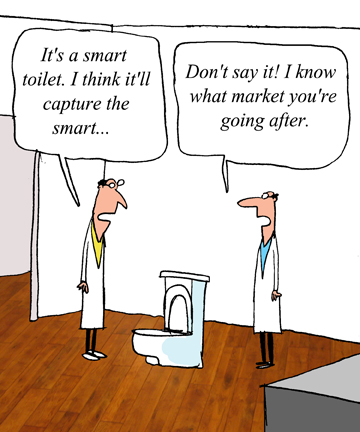 It's a smart
toilet. I think it'll
capture the
smart...
Don't say it! I know
what market you're
going after.